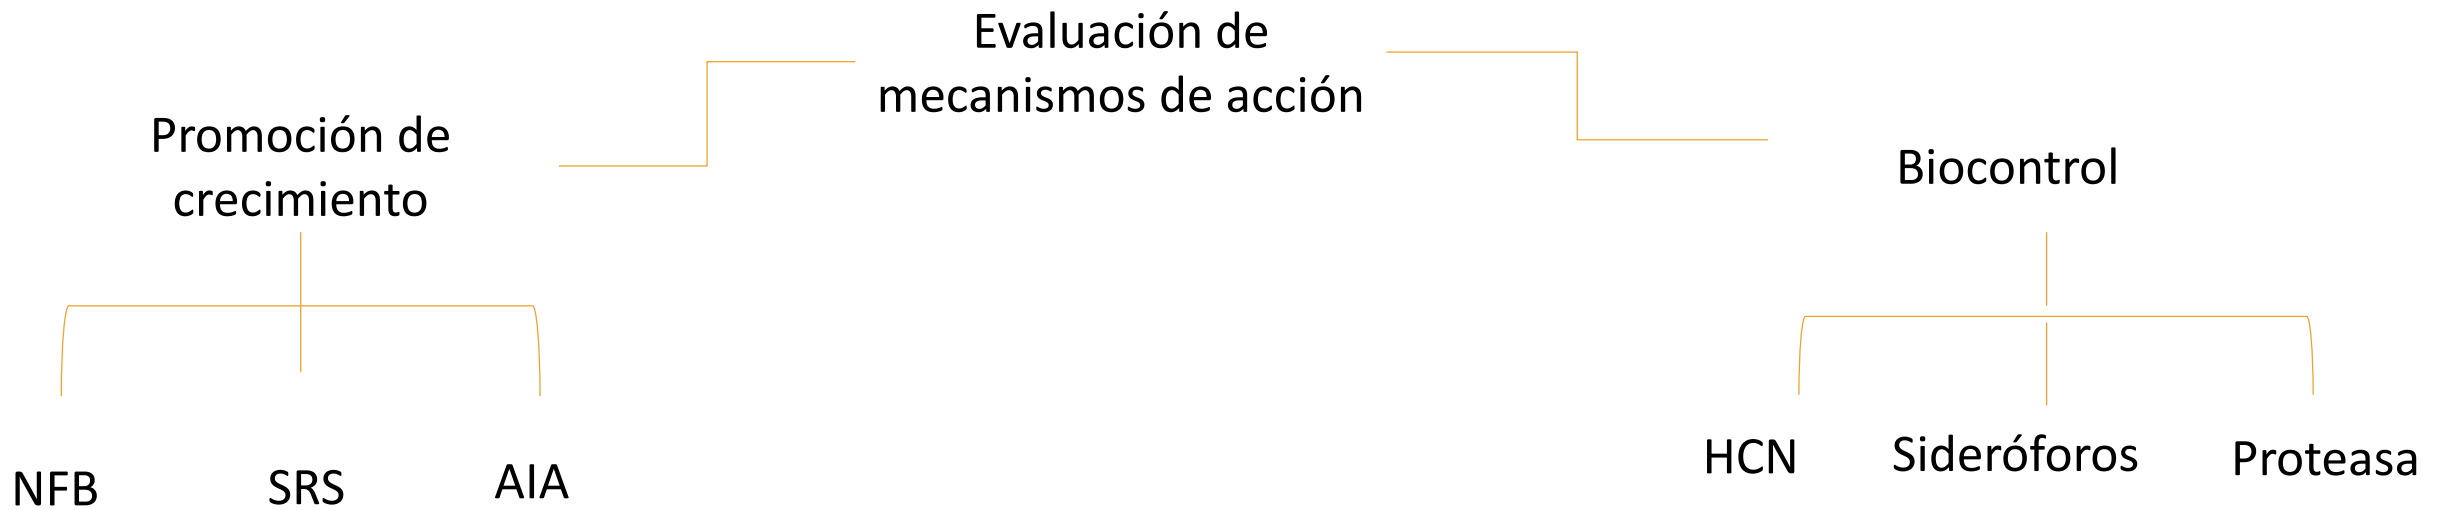 Evaluación de
mecanismos de acción
Promoción de
crecimiento
Biocontrol
NFB
SRS
AIA
HCN
Sideróforos
Proteasa